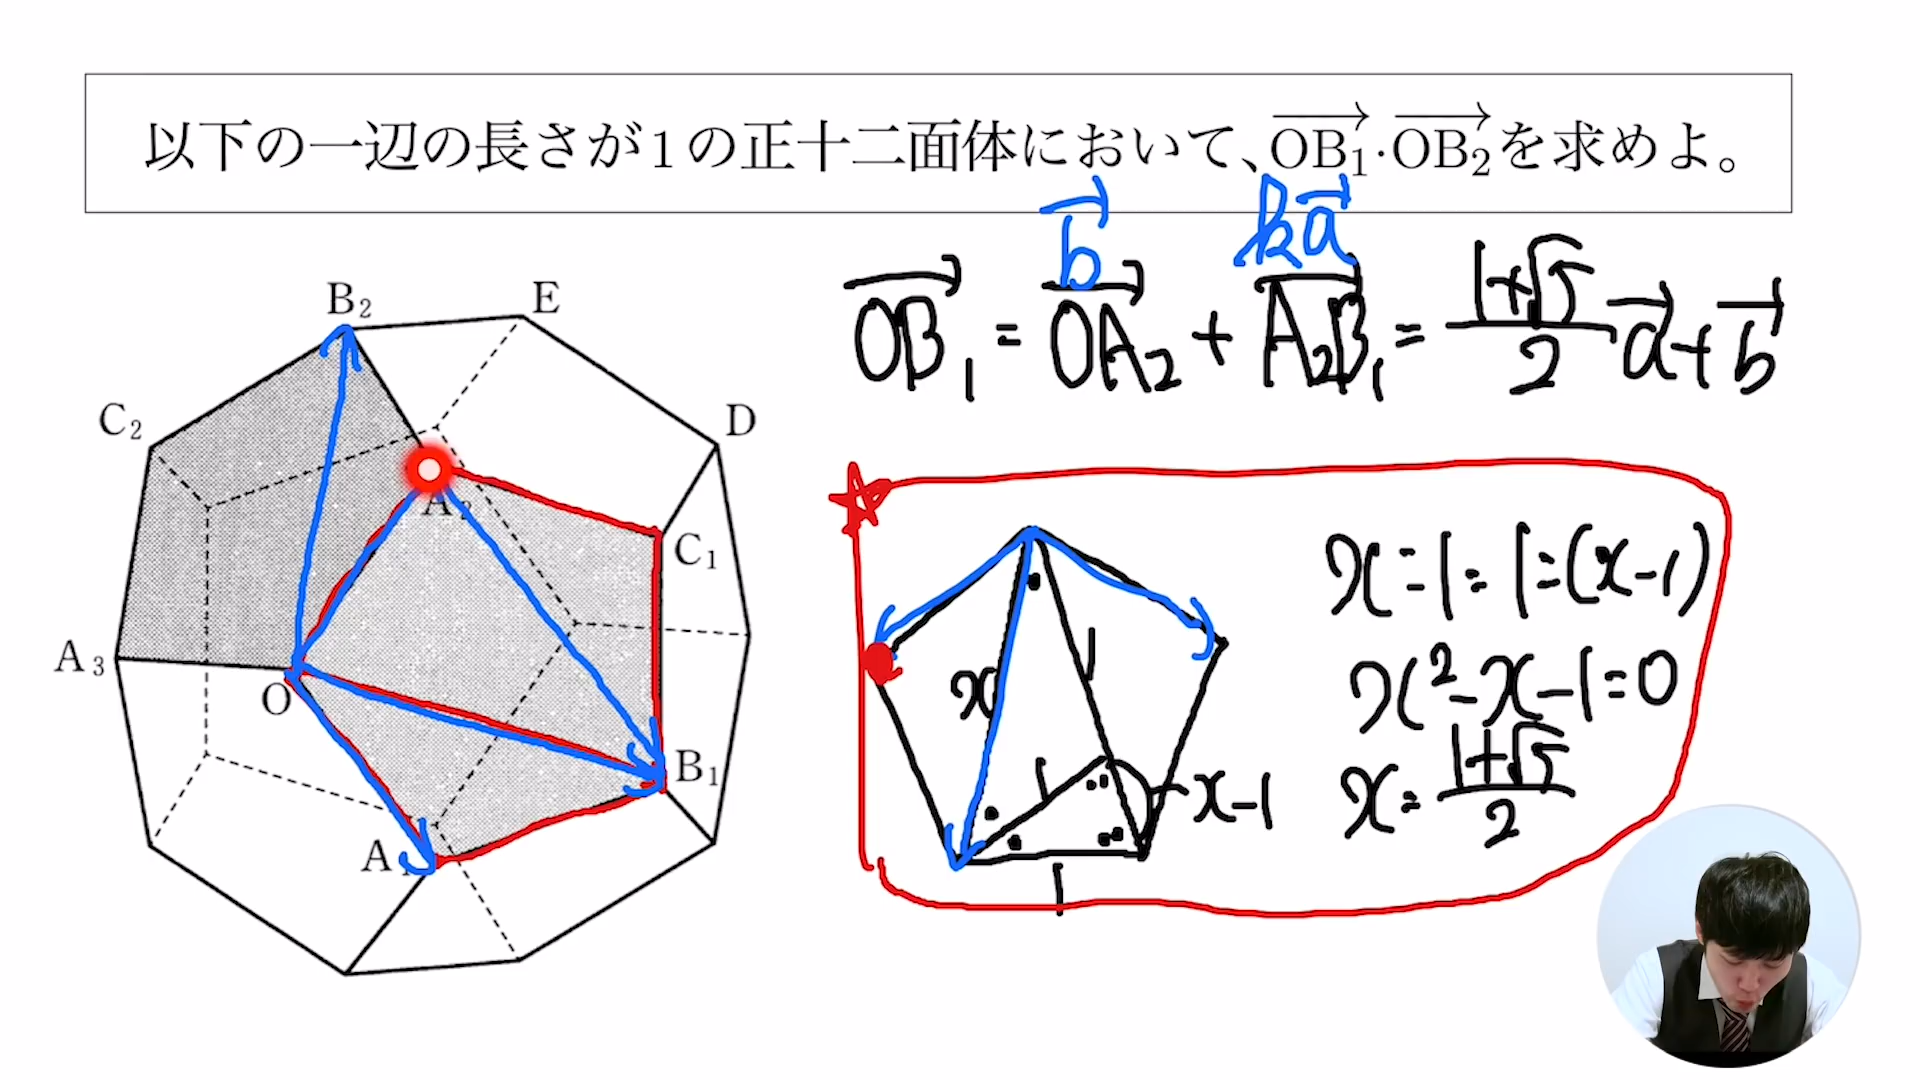 以下の一辺の長さが1の正十二面体において、$\overrightarrow{OB_1}\cdot\overrightarrow{OB_2}$を求めよ。
$\vec{b}$ $k\vec{a}$
$\overrightarrow{OB_1} = \overrightarrow{OA_2} + \overrightarrow{A_2B_1} = \frac{1+\sqrt{5}}{2}\vec{a}+\vec{b}$
B₂
E
C₂
D
A₂
C₁
A₃
O
B₁
A₁
x
1
1
x-1
1
x=1=1=(x-1)
x²-x-1=0
$x=\frac{1+\sqrt{5}}{2}$